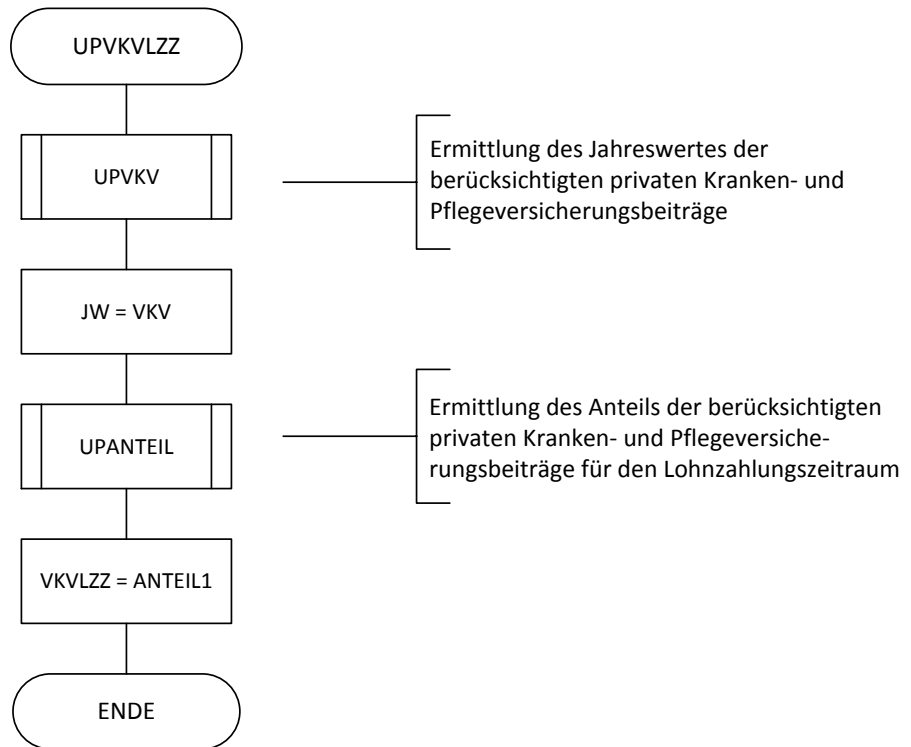 UPVKVLZZ
UPVKV
Ermittlung des Jahreswertes der
berücksichtigten privaten Kranken- und
Pflegeversicherungsbeiträge
JW = VKV
UPANTEIL
Ermittlung des Anteils der berücksichtigten
privaten Kranken- und Pflegeversiche-
rungsbeiträge für den Lohnzahlungszeitraum
VKVLZZ = ANTEIL1
ENDE